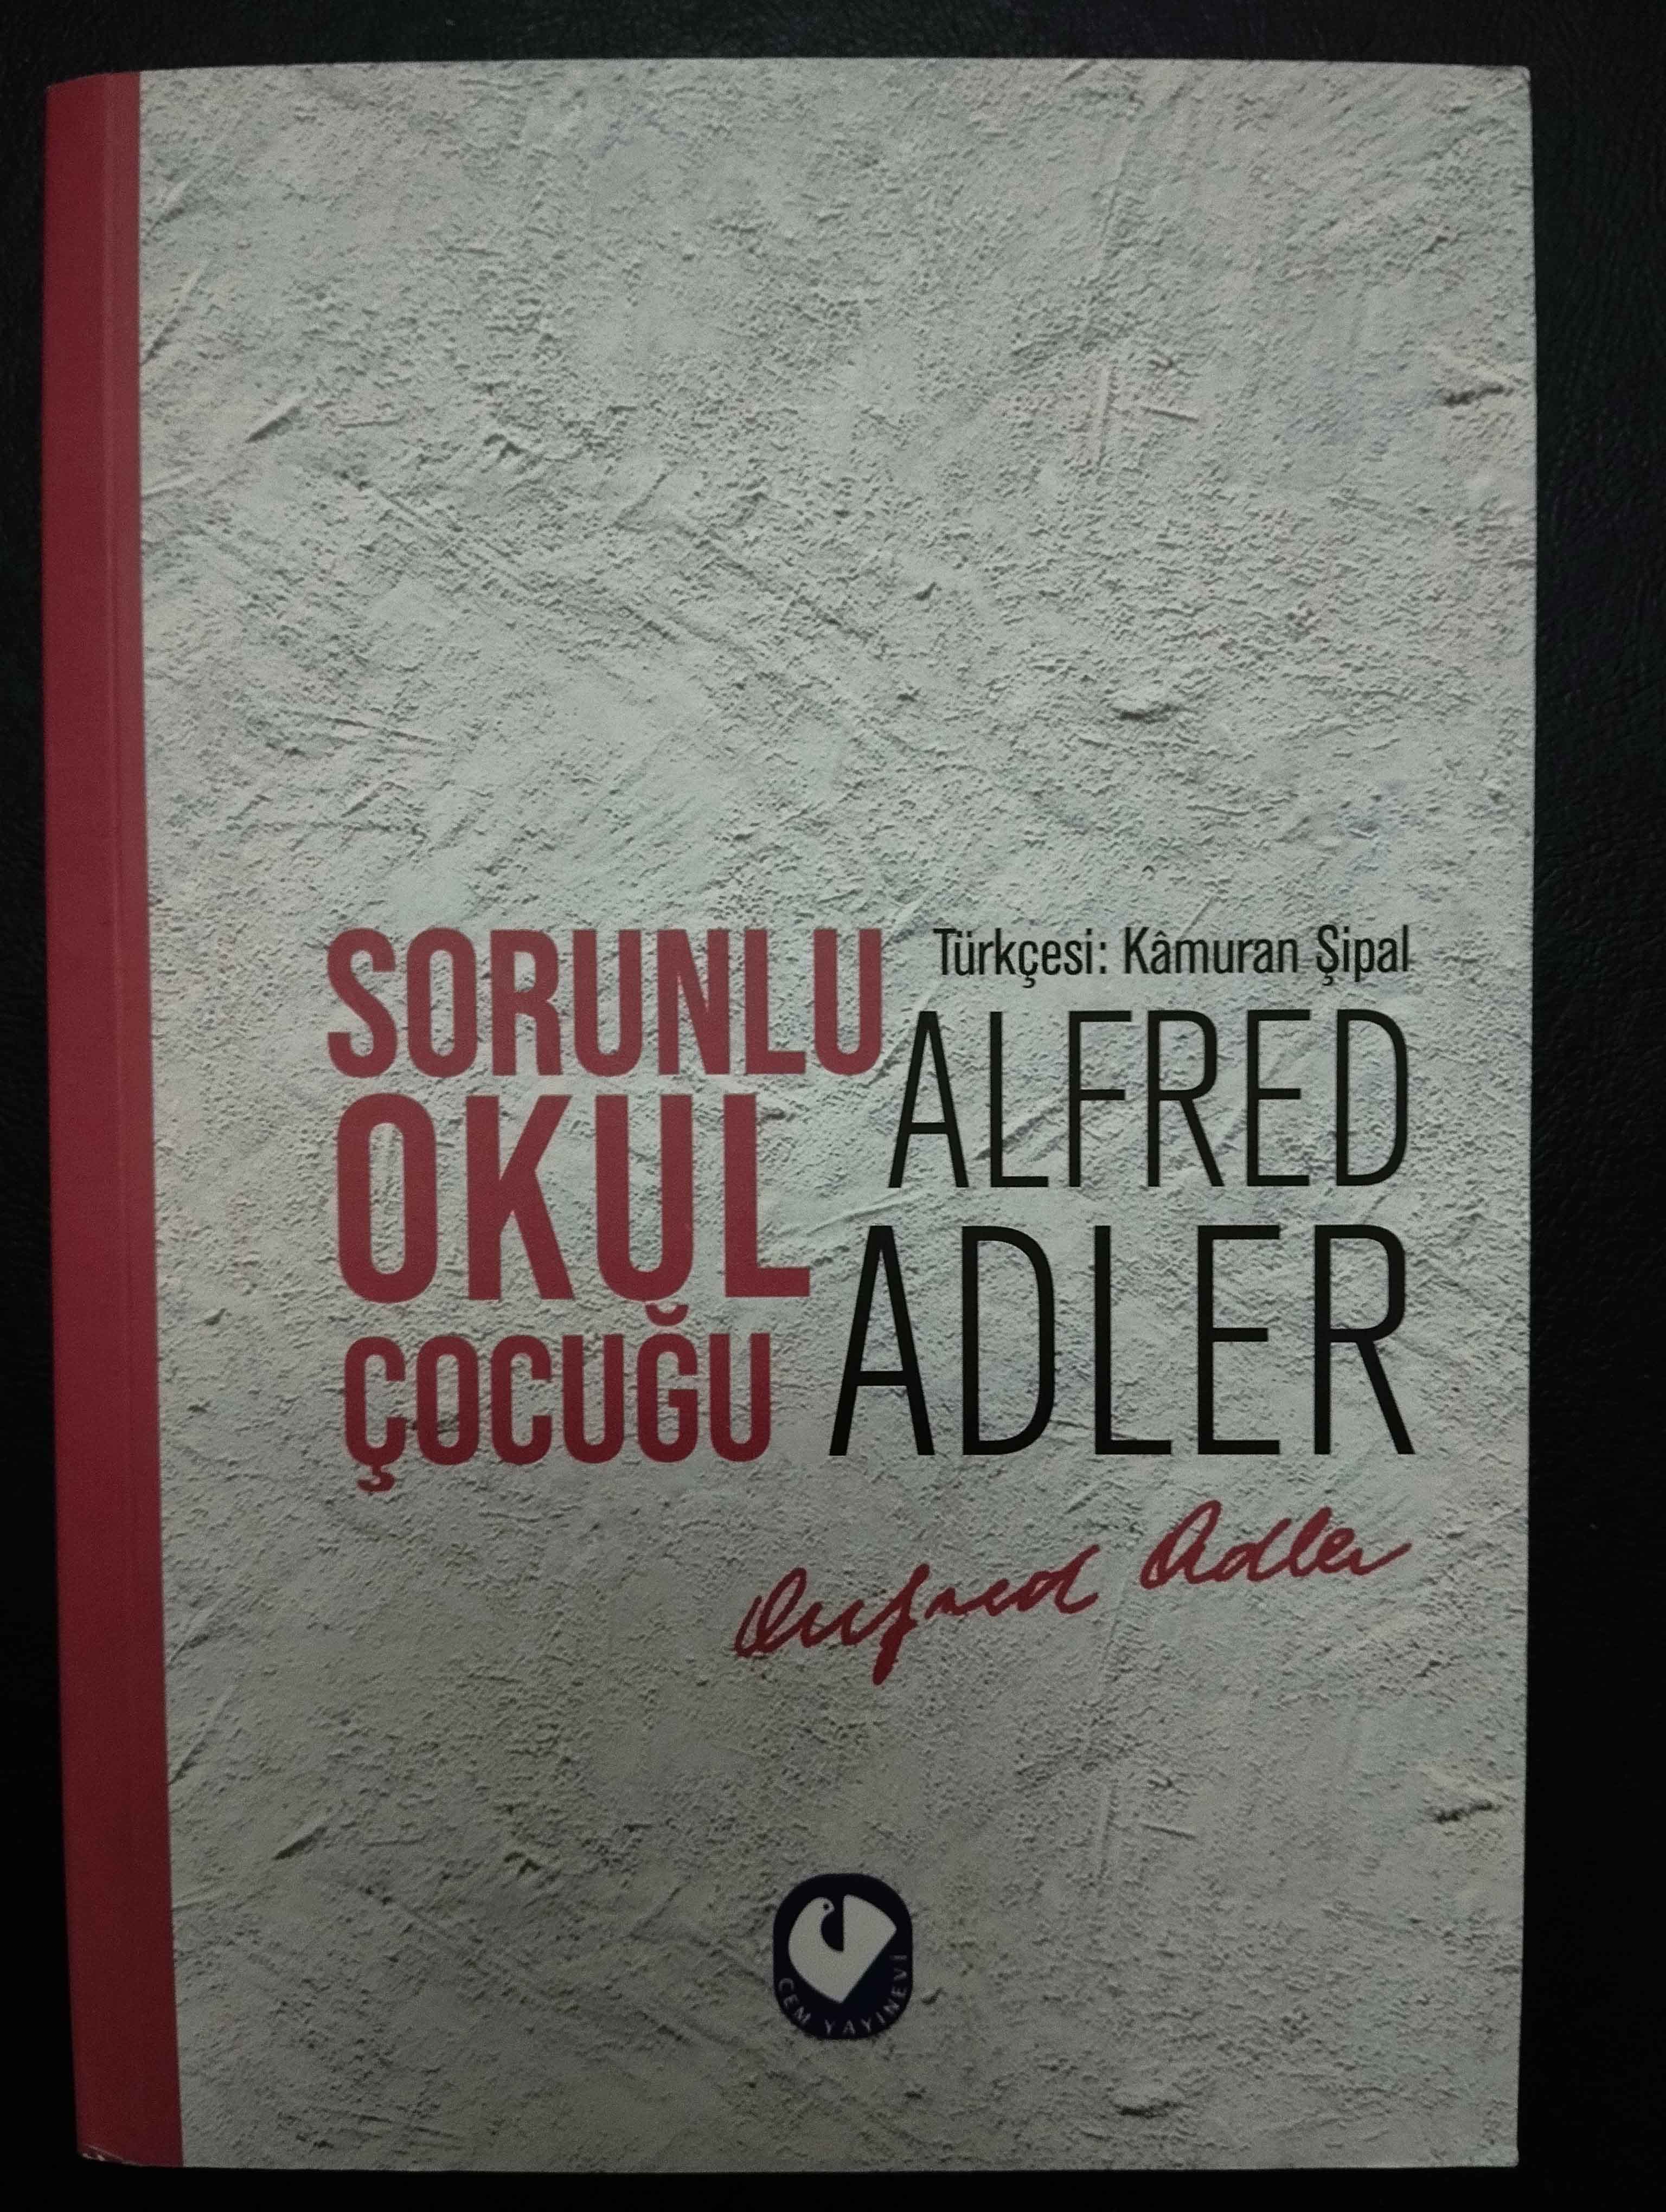 SORUNLU
OKUL
ÇOCUĞU
Türkçesi: Kâmuran Şipal
ALFRED
ADLER
Alfred Adler
CEM YAYINEVİ